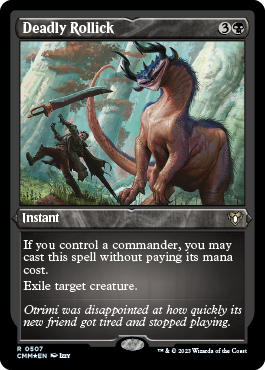 Deadly Rollick 3
Instant
If you control a commander, you may
cast this spell without paying its mana
cost.
Exile target creature.
Otrimi was disappointed at how quickly its
new friend got tired and stopped playing.
R 0507
CMM★EN Izzy
™ & © 2023 Wizards of the Coast